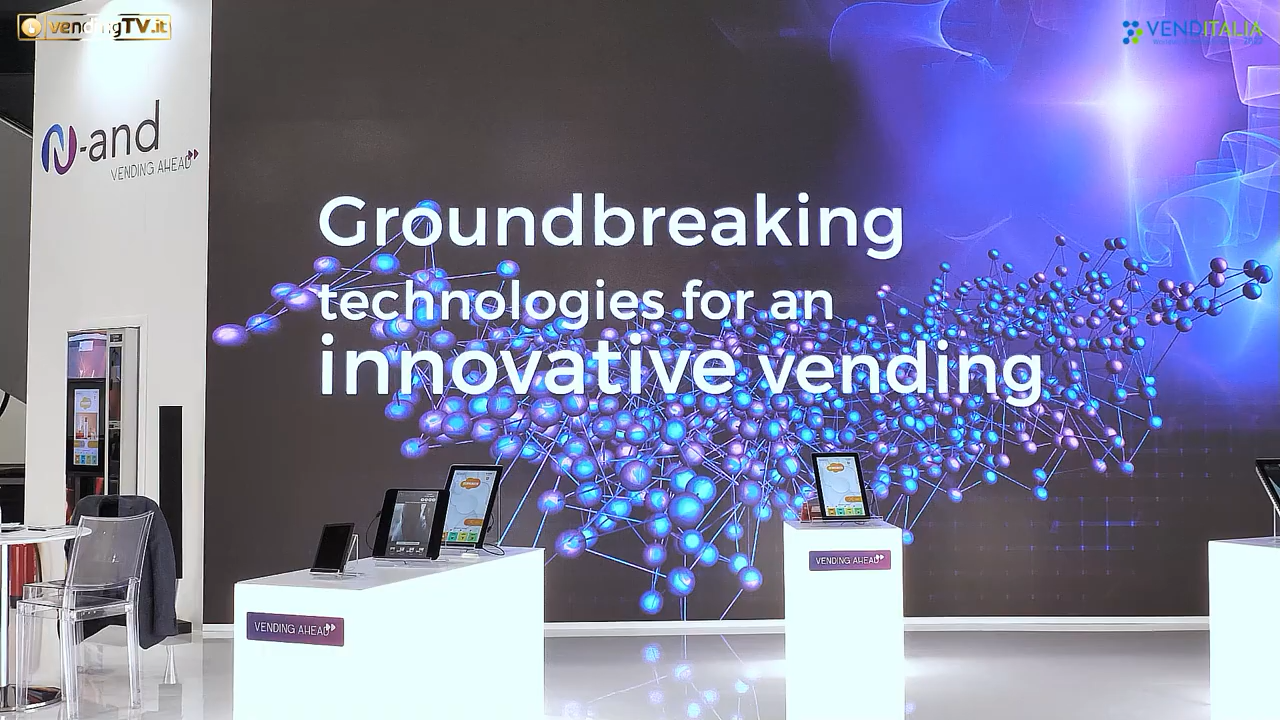 vendingTV.it
VENDITALIA
N-and
VENDING AHEAD
Groundbreaking
technologies for an
innovative vending
VENDING AHEAD
VENDING AHEAD